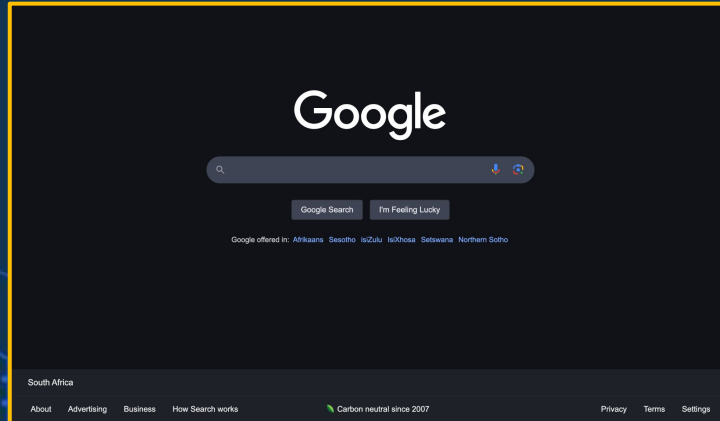 Google
Google Search I'm Feeling Lucky
Google offered in: Afrikaans Sesotho isiZulu IsiXhosa Setswana Northern Sotho
South Africa
About Advertising Business How Search works Carbon neutral since 2007 Privacy Terms Settings